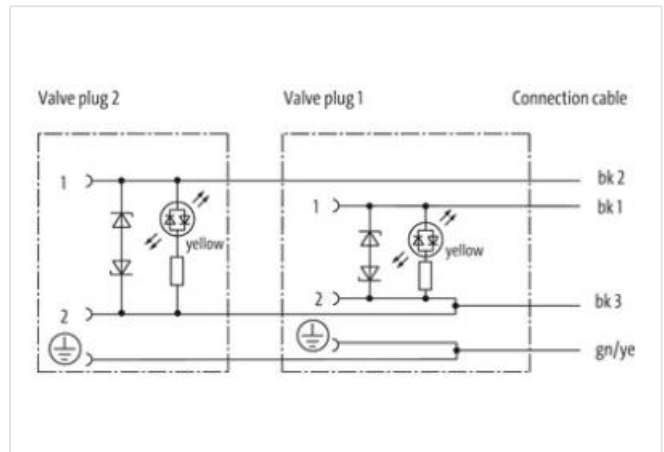 Valve plug 2 Valve plug 1 Connection cable
1 bk 2
1 bk 1
yellow yellow
2 bk 3
2
gn/ye